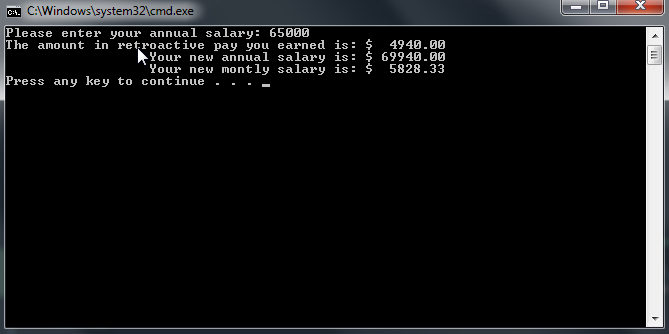 C:\Windows\system32\cmd.exe
Please enter your annual salary: 65000
The amount in retroactive pay you earned is: $  4940.00
                   Your new annual salary is: $ 69940.00
                   Your new montly salary is: $  5828.33
Press any key to continue . . . _